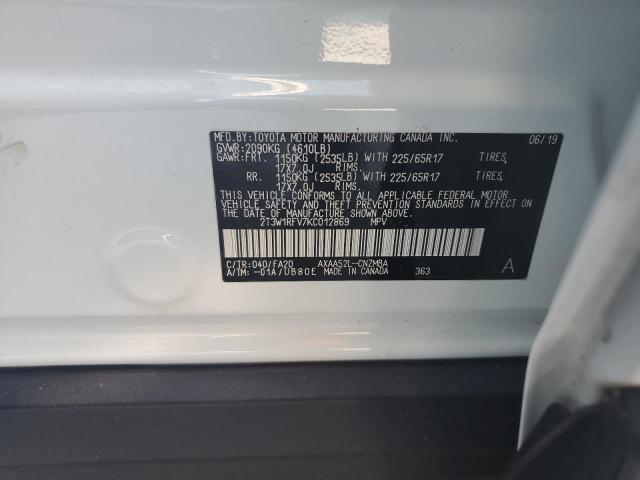 MFD.BY:TOYOTA MOTOR MANUFACTURING CANADA INC. 06/19
GVWR:2090KG (4610LB)
GAWR:FRT. 1150KG (2535LB) WITH 225/65R17 TIRES,
17X7.0J RIMS.
RR. 1150KG (2535LB) WITH 225/65R17 TIRES,
17X7.0J RIMS.
THIS VEHICLE CONFORMS TO ALL APPLICABLE FEDERAL MOTOR
VEHICLE SAFETY, BUMPER, AND THEFT PREVENTION STANDARDS IN EFFECT
ON THE DATE OF MANUFACTURE SHOWN ABOVE.
2T3W1RFV7KC012869 MPV
C/TR:040/FA20 AXAA52L-CNZMBA A
A/TM:-01A/UB80E MADE IN CANADA 363